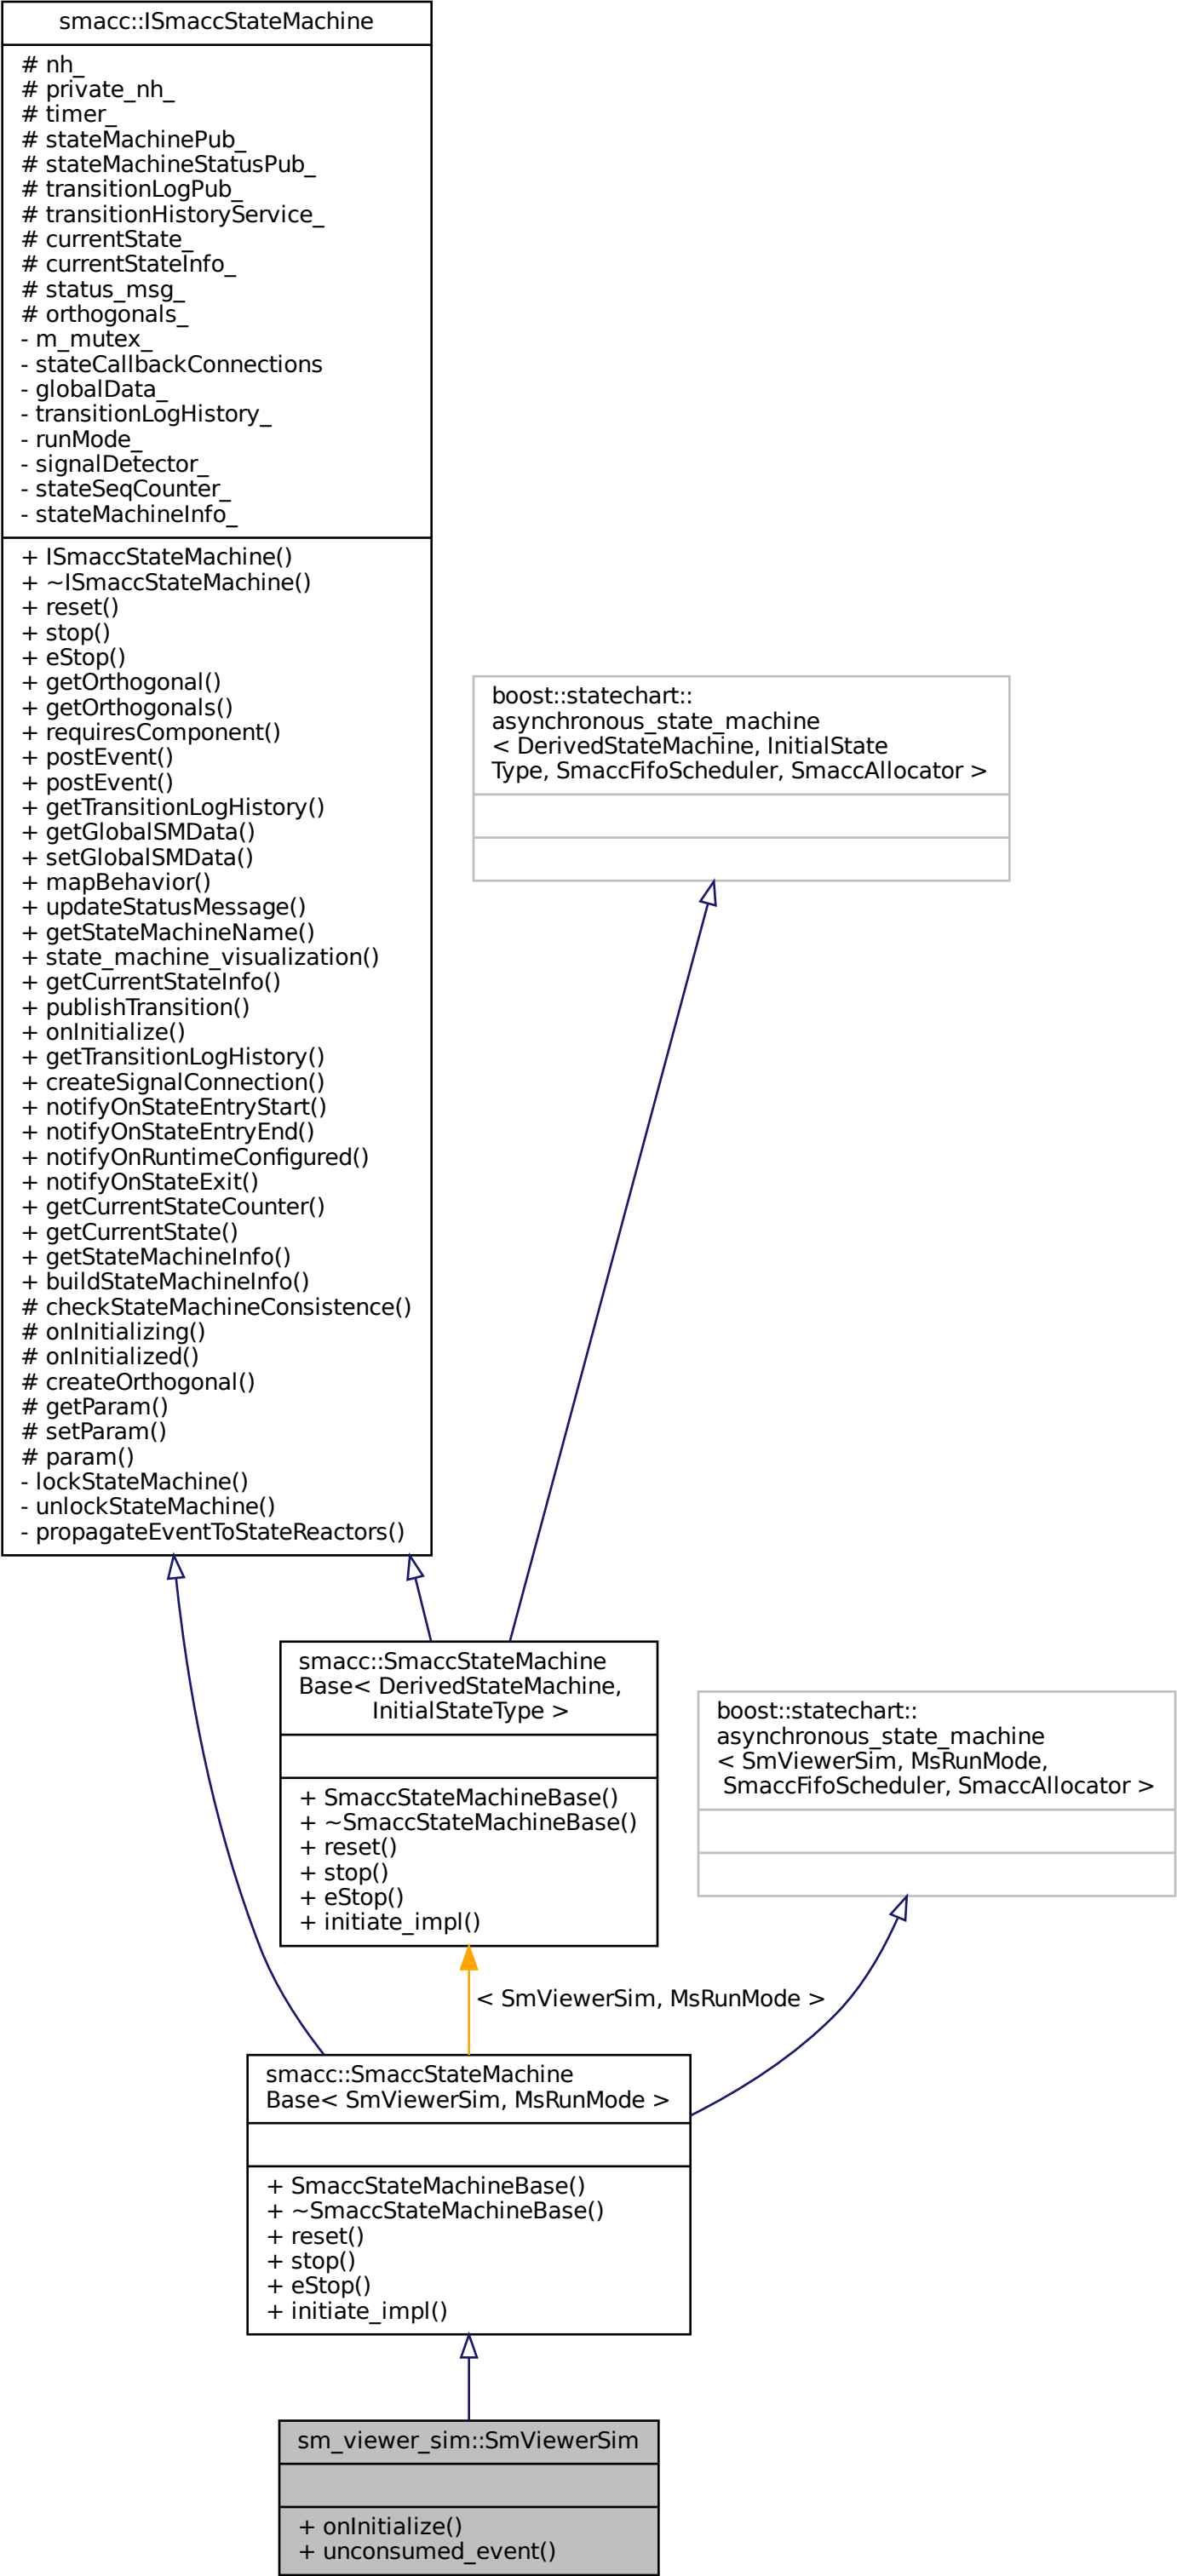 smacc::ISmaccStateMachine
# nh_
# private_nh_
# timer_
# stateMachinePub_
# stateMachineStatusPub_
# transitionLogPub_
# transitionHistoryService_
# currentState_
# currentStateInfo_
# status_msg_
# orthogonals_
- m_mutex_
- stateCallbackConnections
- globalData_
- transitionLogHistory_
- runMode_
- signalDetector_
- stateSeqCounter_
- stateMachineInfo_
+ ISmaccStateMachine()
+ ~ISmaccStateMachine()
+ reset()
+ stop()
+ eStop()
+ getOrthogonal()
+ getOrthogonals()
+ requiresComponent()
+ postEvent()
+ postEvent()
+ getTransitionLogHistory()
+ getGlobalSMData()
+ setGlobalSMData()
+ mapBehavior()
+ updateStatusMessage()
+ getStateMachineName()
+ state_machine_visualization()
+ getCurrentStateInfo()
+ publishTransition()
+ onInitialize()
+ getTransitionLogHistory()
+ createSignalConnection()
+ notifyOnStateEntryStart()
+ notifyOnStateEntryEnd()
+ notifyOnRuntimeConfigured()
+ notifyOnStateExit()
+ getCurrentStateCounter()
+ getCurrentState()
+ getStateMachineInfo()
+ buildStateMachineInfo()
# checkStateMachineConsistence()
# onInitializing()
# onInitialized()
# createOrthogonal()
# getParam()
# setParam()
# param()
- lockStateMachine()
- unlockStateMachine()
- propagateEventToStateReactors()
boost::statechart::
asynchronous_state_machine
< DerivedStateMachine, InitialState
Type, SmaccFifoScheduler, SmaccAllocator >
smacc::SmaccStateMachine
Base< DerivedStateMachine,
InitialStateType >
+ SmaccStateMachineBase()
+ ~SmaccStateMachineBase()
+ reset()
+ stop()
+ eStop()
+ initiate_impl()
boost::statechart::
asynchronous_state_machine
< SmViewerSim, MsRunMode,
SmaccFifoScheduler, SmaccAllocator >
< SmViewerSim, MsRunMode >
smacc::SmaccStateMachine
Base< SmViewerSim, MsRunMode >
+ SmaccStateMachineBase()
+ ~SmaccStateMachineBase()
+ reset()
+ stop()
+ eStop()
+ initiate_impl()
sm_viewer_sim::SmViewerSim
+ onInitialize()
+ unconsumed_event()